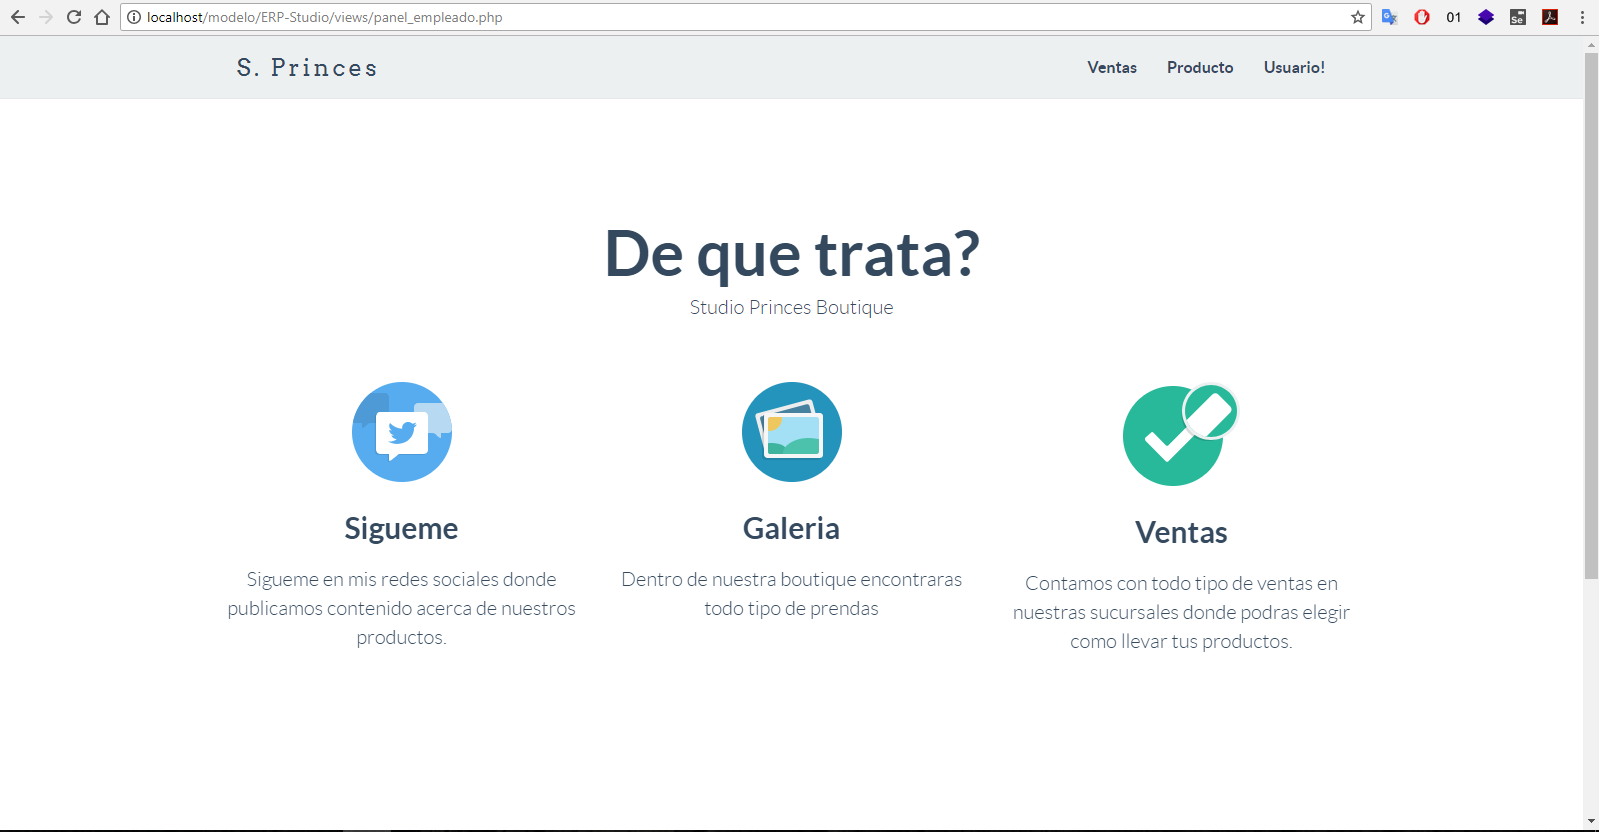 localhost/modelo/ERP-Studio/views/panel_empleado.php
01
Se
S. Princes
Ventas
Producto
Usuario!
De que trata?
Studio Princes Boutique
Sigueme
Sigueme en mis redes sociales donde
publicamos contenido acerca de nuestros
productos.
Galeria
Dentro de nuestra boutique encontraras
todo tipo de prendas
Ventas
Contamos con todo tipo de ventas en
nuestras sucursales donde podras elegir
como llevar tus productos.